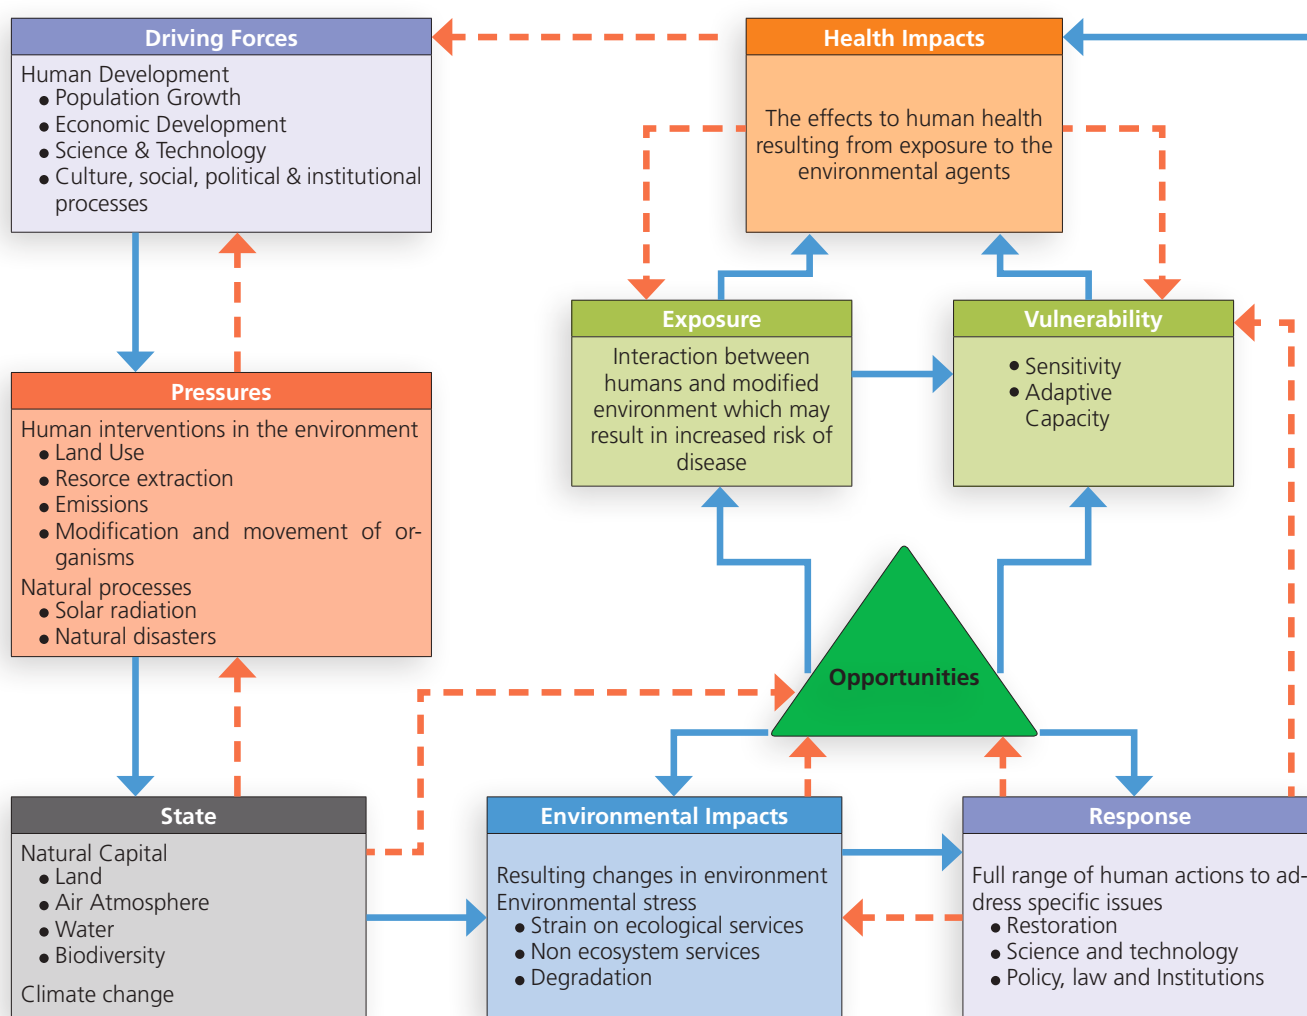 Driving Forces
Human Development
● Population Growth
● Economic Development
● Science & Technology
● Culture, social, political & institutional
processes
Health Impacts
The effects to human health
resulting from exposure to the
environmental agents
Exposure
Interaction between
humans and modified
environment which may
result in increased risk of
disease
Vulnerability
● Sensitivity
● Adaptive
Capacity
Pressures
Human interventions in the environment
● Land Use
● Resorce extraction
● Emissions
● Modification and movement of or-
ganisms
Natural processes
● Solar radiation
● Natural disasters
Opportunities
State
Natural Capital
● Land
● Air Atmosphere
● Water
● Biodiversity
Climate change
Environmental Impacts
Resulting changes in environment
Environmental stress
● Strain on ecological services
● Non ecosystem services
● Degradation
Response
Full range of human actions to ad-
dress specific issues
● Restoration
● Science and technology
● Policy, law and Institutions